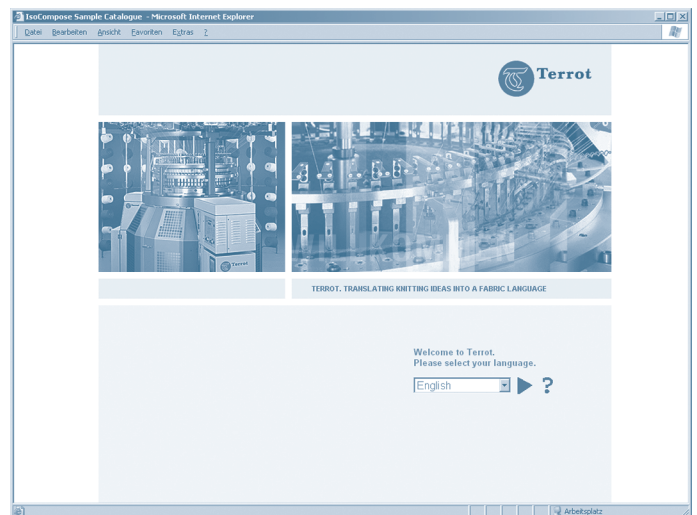 IsoCompose Sample Catalogue - Microsoft Internet Explorer
Datei Bearbeiten Ansicht Favoriten Extras ?
Terrot
Terrot
TERROT. TRANSLATING KNITTING IDEAS INTO A FABRIC LANGUAGE
Welcome to Terrot.
Please select your language.
English
?
Arbeitsplatz